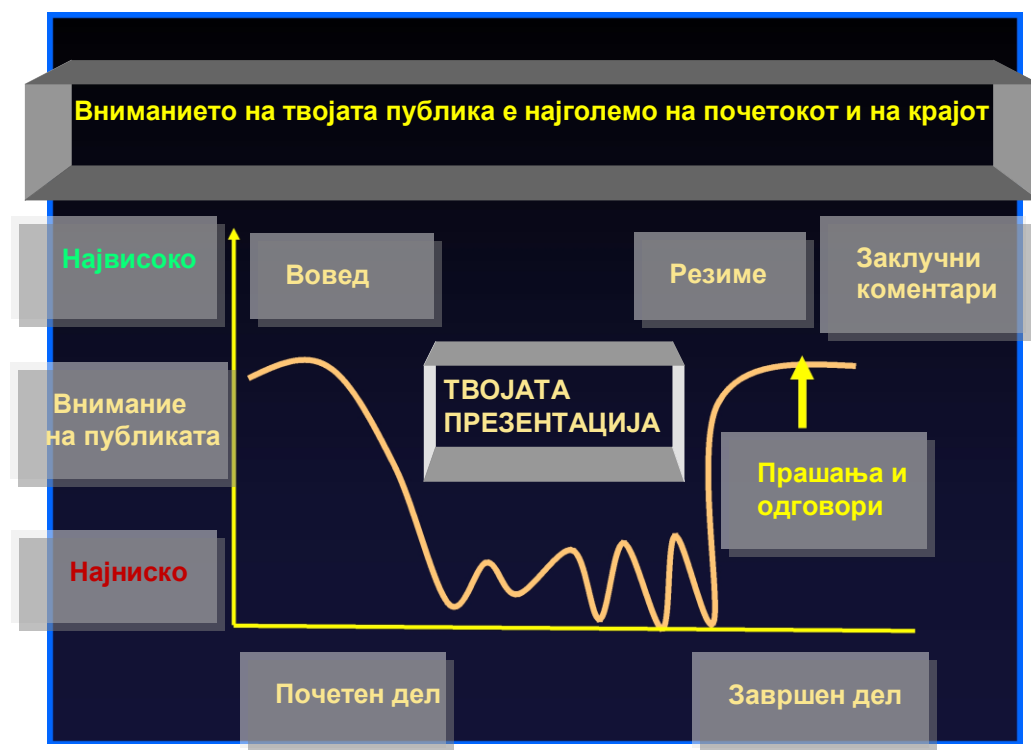 Вниманието на твојата публика е најголемо на почетокот и на крајот
Највисоко
Вовед
Резиме
Заклучни
коментари
Внимание
на публиката
ТВОЈАТА
ПРЕЗЕНТАЦИЈА
Прашања и
одговори
Најниско
Почетен дел
Завршен дел